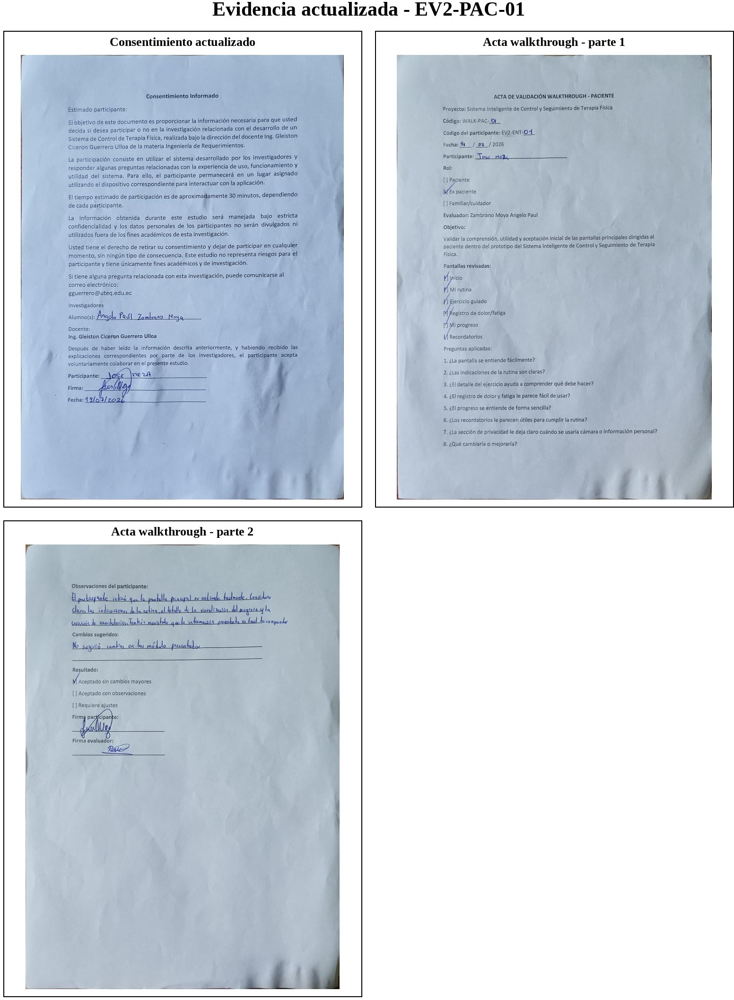 Evidencia actualizada - EV2-PAC-01
Consentimiento actualizado
Consentimiento Informado
Estimado participante:
El objetivo de este documento es proporcionar la información necesaria para que usted
decida si desea participar o no en la investigación relacionada con el desarrollo de un
Sistema de Control de Terapia Física, realizada bajo la dirección del docente Ing. Gleiston
Ciceron Guerrero Ulloa de la materia Ingeniería de Requerimientos.
La participación consiste en utilizar el sistema desarrollado por los investigadores y
responder algunas preguntas relacionadas con la experiencia de uso, funcionamiento y
utilidad del sistema. Para ello, el participante permanecerá en un lugar asignado
utilizando el dispositivo correspondiente para interactuar con la aplicación.
El tiempo estimado de participación es de aproximadamente 30 minutos, dependiendo
de cada participante.
La información obtenida durante este estudio será manejada bajo estricta
confidencialidad y los datos personales de los participantes no serán divulgados ni
utilizados fuera de los fines académicos de esta investigación.
Usted tiene el derecho de retirar su consentimiento y dejar de participar en cualquier
momento, sin ningún tipo de consecuencia. Este estudio no representa riesgos para el
participante y tiene únicamente fines académicos y de investigación.
Si tiene alguna pregunta relacionada con esta investigación, puede comunicarse al
correo electrónico:
gguerrero@uteq.edu.ec
Investigadores
Alumno(s): Angelo Paúl Zambrano Moya
Docente:
Ing. Gleiston Ciceron Guerrero Ulloa
Después de haber leído la información descrita anteriormente, y habiendo recibido las
explicaciones correspondientes por parte de los investigadores, el participante acepta
voluntariamente colaborar en el presente estudio.
Participante: JOSE MEZA
Firma:
Fecha: 19/07/2026
Acta walkthrough - parte 1
ACTA DE VALIDACIÓN WALKTHROUGH - PACIENTE
Proyecto: Sistema Inteligente de Control y Seguimiento de Terapia Física
Código: WALK-PAC-01
Código del participante: EV2-ENT-01
Fecha: 19 / 07 / 2026
Participante: Jose meza
Rol:
[ ] Paciente
[✓] Ex paciente
[ ] Familiar/cuidador
Evaluador: Zambrano Moya Angelo Paul
Objetivo:
Validar la comprensión, utilidad y aceptación inicial de las pantallas principales dirigidas al
paciente dentro del prototipo del Sistema Inteligente de Control y Seguimiento de Terapia
Física.
Pantallas revisadas:
[✓] Inicio
[✓] Mi rutina
[✓] Ejercicio guiado
[✓] Registro de dolor/fatiga
[✓] Mi progreso
[✓] Recordatorios
Preguntas aplicadas:
1. ¿La pantalla se entiende fácilmente?
2. ¿Las indicaciones de la rutina son claras?
3. ¿El detalle del ejercicio ayuda a comprender qué debe hacer?
4. ¿El registro de dolor y fatiga le parece fácil de usar?
5. ¿El progreso se entiende de forma sencilla?
6. ¿Los recordatorios le parecen útiles para cumplir la rutina?
7. ¿La sección de privacidad le deja claro cuándo se usaría cámara o información personal?
8. ¿Qué cambiaría o mejoraría?
Acta walkthrough - parte 2
Observaciones del participante:
El participante indicó que la pantalla principal se entiende facilmente. Considero
claras las indicaciones de la rutina, el detalle de la visualización del progreso y la
creación de recordatorios. También manifesto que la información presentada es facil de comprender
Cambios sugeridos:
No sugirió cambios en los módulo presentados
Resultado:
[✓] Aceptado sin cambios mayores
[ ] Aceptado con observaciones
[ ] Requiere ajustes
Firma participante:
Firma evaluador: